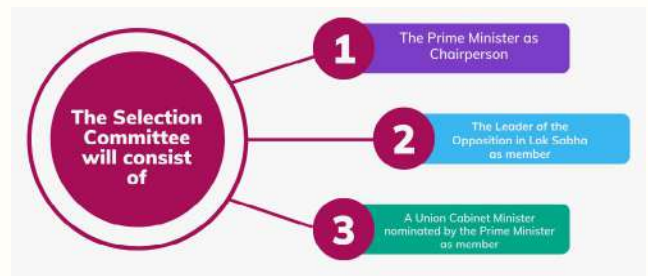 The Selection
Committee
will consist
of
1
The Prime Minister as
Chairperson
2
The Leader of the
Opposition in Lok Sabha
as member
3
A Union Cabinet Minister
nominated by the Prime Minister
as member